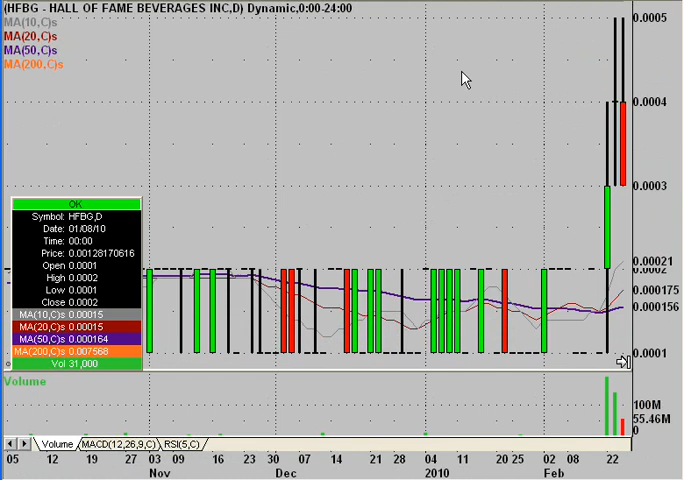 (HFBG - HALL OF FAME BEVERAGES INC,D) Dynamic,0:00-24:00
MA(10,C)s
MA(20,C)s
MA(50,C)s
MA(200,C)s
0.0005
0.0004
0.0003
0.00021
0.0002
0.000175
0.000156
0.0001
OK
Symbol: HFBG,D
Date: 01/08/10
Time: 00:00
Price: 0.00128170616
Open 0.0001
High 0.0002
Low 0.0001
Close 0.0002
MA(10,C)s 0.00015
MA(20,C)s 0.00015
MA(50,C)s 0.000164
MA(200,C)s 0.007568
Vol 31,000
Volume
100M
55.46M
0
Volume MACD(12,26,9,C) RSI(5,C)
05 12 19 27 03 09 16 23 30 07 14 21 28 04 11 20 25 02 08 22
Nov Dec 2010 Feb